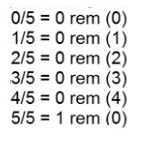 0/5 = 0 rem (0)
1/5 = 0 rem (1)
2/5 = 0 rem (2)
3/5 = 0 rem (3)
4/5 = 0 rem (4)
5/5 = 1 rem (0)